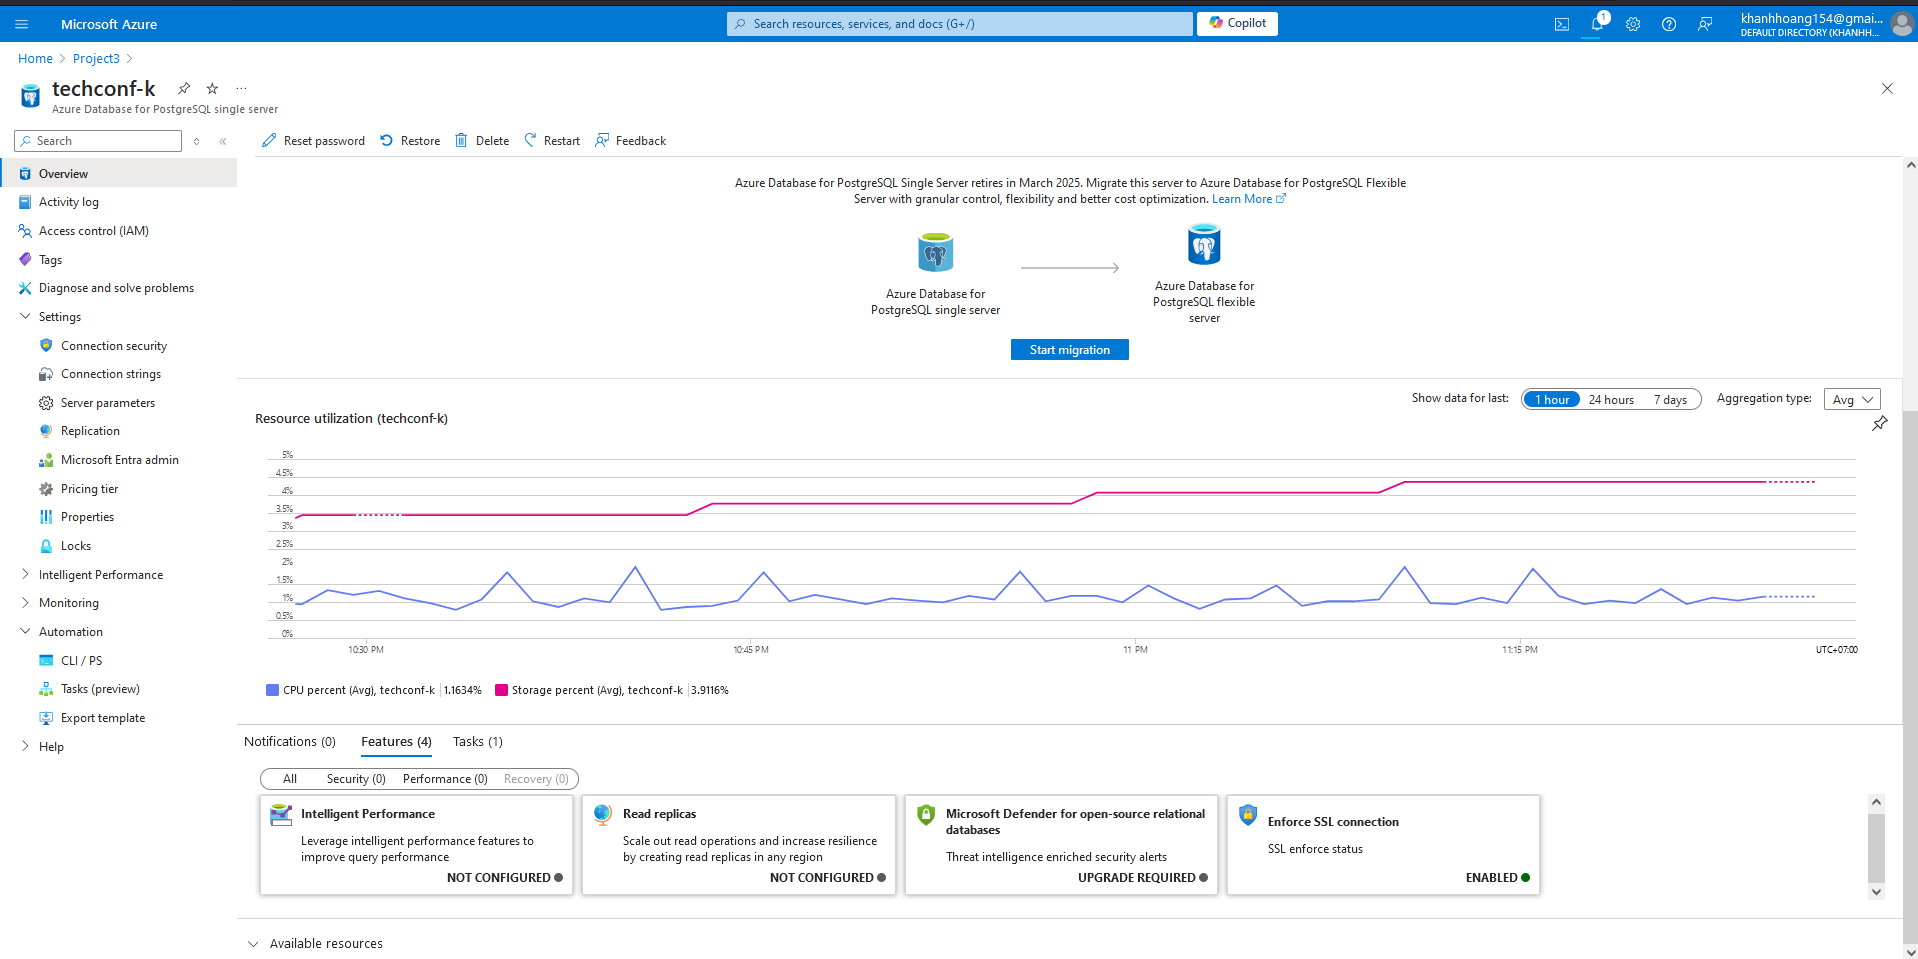 Microsoft Azure
Search resources, services, and docs (G+/)
Copilot
1
khanhhoang154@gmai...
DEFAULT DIRECTORY (KHANHH...
Home > Project3 >
techconf-k
Azure Database for PostgreSQL single server
Search
Reset password
Restore
Delete
Restart
Feedback
Overview
Activity log
Access control (IAM)
Tags
Diagnose and solve problems
Settings
Connection security
Connection strings
Server parameters
Replication
Microsoft Entra admin
Pricing tier
Properties
Locks
Intelligent Performance
Monitoring
Automation
CLI / PS
Tasks (preview)
Export template
Help
Azure Database for PostgreSQL Single Server retires in March 2025. Migrate this server to Azure Database for PostgreSQL Flexible
Server with granular control, flexibility and better cost optimization. Learn More
Azure Database for
PostgreSQL single server
Azure Database for
PostgreSQL flexible
server
Start migration
Show data for last:
1 hour
24 hours
7 days
Aggregation type:
Avg
Resource utilization (techconf-k)
5%
4.5%
4%
3.5%
3%
2.5%
2%
1.5%
1%
0.5%
0%
10:30 PM
10:45 PM
11 PM
11:15 PM
UTC+07:00
CPU percent (Avg), techconf-k | 1.1634%
Storage percent (Avg), techconf-k | 3.9116%
Notifications (0)
Features (4)
Tasks (1)
All
Security (0)
Performance (0)
Recovery (0)
Intelligent Performance
Leverage intelligent performance features to
improve query performance
NOT CONFIGURED
Read replicas
Scale out read operations and increase resilience
by creating read replicas in any region
NOT CONFIGURED
Microsoft Defender for open-source relational
databases
Threat intelligence enriched security alerts
UPGRADE REQUIRED
Enforce SSL connection
SSL enforce status
ENABLED
Available resources